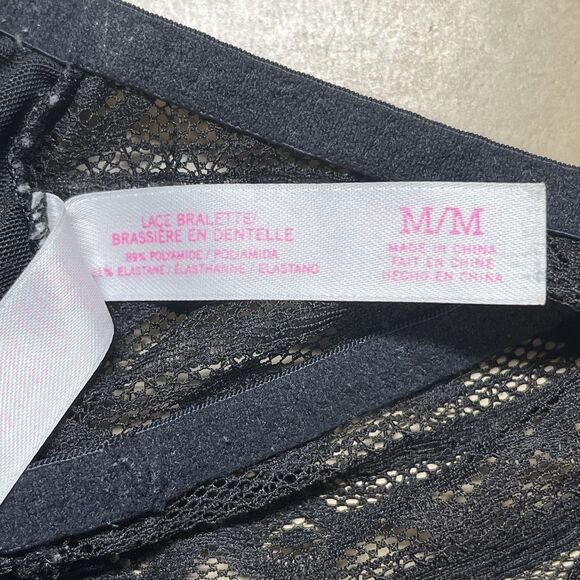 LACE BRALETTE/
BRASSIÈRE EN DENTELLE
89% POLYAMIDE / POLIAMIDA
11% ELASTANE / ÉLASTHANNE / ELASTANO
M/M
MADE IN CHINA
FAIT EN CHINE
HECHO EN CHINA